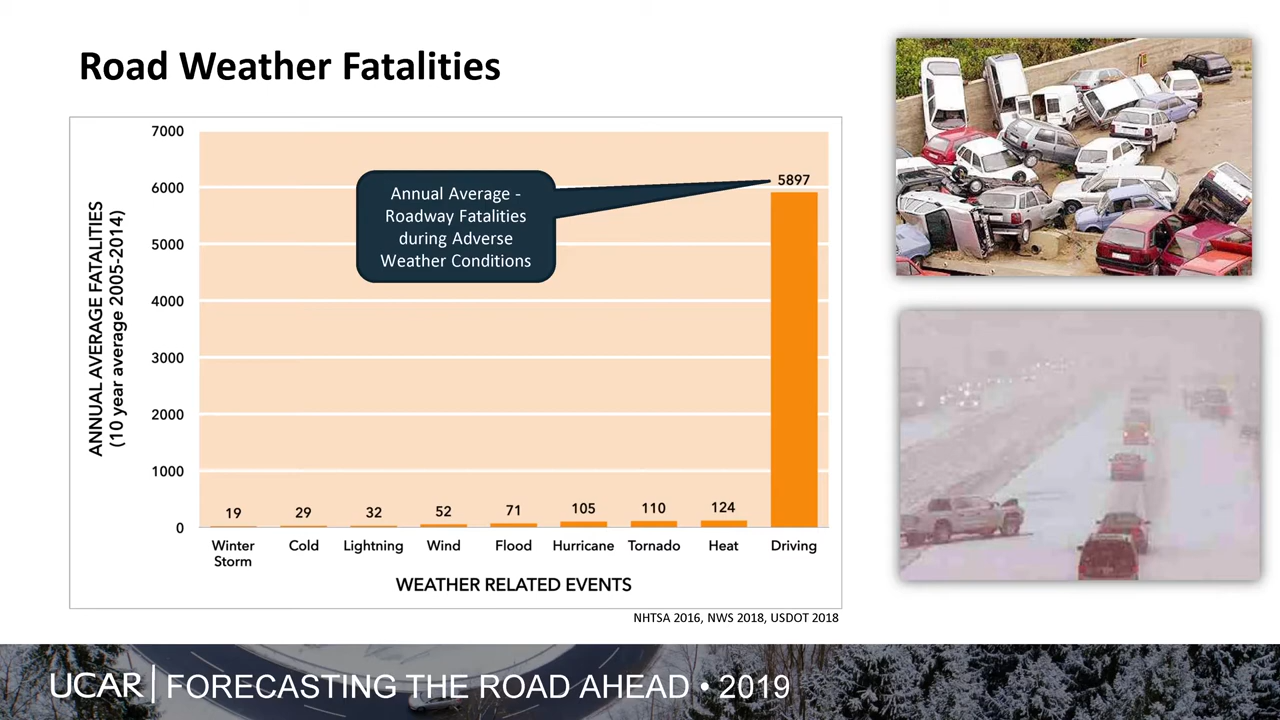 Road Weather Fatalities
7000
6000
5000
4000
3000
2000
1000
0
ANNUAL AVERAGE FATALITIES
(10 year average 2005-2014)
Annual Average -
Roadway Fatalities
during Adverse
Weather Conditions
5897
19
29
32
52
71
105
110
124
Winter
Storm
Cold
Lightning
Wind
Flood
Hurricane
Tornado
Heat
Driving
WEATHER RELATED EVENTS
NHTSA 2016, NWS 2018, USDOT 2018
UCAR | FORECASTING THE ROAD AHEAD • 2019